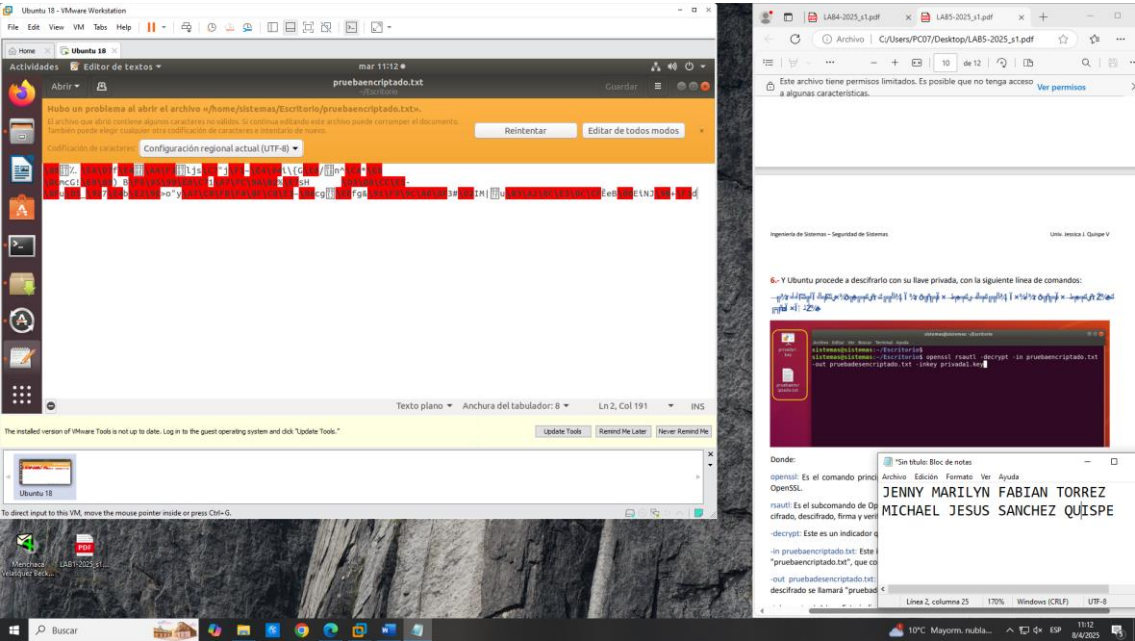 Ubuntu 18 - VMware Workstation
File Edit View VM Tabs Help
Home
Ubuntu 18
Actividades Editor de textos
mar 11:12
Abrir
pruebaencriptado.txt
~/Escritorio
Guardar
Hubo un problema al abrir el archivo «/home/sistemas/Escritorio/pruebaencriptado.txt».
El archivo que abrió contiene algunos caracteres no válidos. Si continúa editando este archivo puede corromper el documento.
También puede elegir cualquier otra codificación de caracteres e intentarlo de nuevo.
Codificación de caracteres: Configuración regional actual (UTF-8)
Reintentar
Editar de todos modos
Texto plano Anchura del tabulador: 8 Ln 2, Col 191 INS
The installed version of VMware Tools is not up to date. Log in to the guest operating system and click "Update Tools."
Update Tools Remind Me Later Never Remind Me
Ubuntu 18
To direct input to this VM, move the mouse pointer inside or press Ctrl+G.
Menchaca
Velasquez Beck...
LAB1-2025_s1...
Buscar
LAB4-2025_s1.pdf
LAB5-2025_s1.pdf
Archivo C:/Users/PC07/Desktop/LAB5-2025_s1.pdf
10 de 12
Este archivo tiene permisos limitados. Es posible que no tenga acceso
a algunas características.
Ver permisos
Ingeniería de Sistemas – Seguridad de Sistemas
Univ. Jessica J. Quispe V
6.- Y Ubuntu procede a descifrarlo con su llave privada, con la siguiente línea de comandos:
sistemas@sistemas: ~/Escritorio
Archivo Editar Ver Buscar Terminal Ayuda
sistemas@sistemas:~/Escritorio$
sistemas@sistemas:~/Escritorio$ openssl rsautl -decrypt -in pruebaencriptado.txt
-out pruebadesencriptado.txt -inkey privada1.key
Donde:
openssl: Es el comando princi
OpenSSL.
rsautl: Es el subcomando de Op
cifrado, descifrado, firma y veri
-decrypt: Este es un indicador q
-in pruebaencriptado.txt: Este i
"pruebaencriptado.txt", que co
-out pruebadesencriptado.txt:
descifrado se llamará "pruebad
*Sin título: Bloc de notas
Archivo Edición Formato Ver Ayuda
JENNY MARILYN FABIAN TORREZ
MICHAEL JESUS SANCHEZ QUISPE
Línea 2, columna 25 170% Windows (CRLF) UTF-8
10°C Mayorm. nubla... ESP
11:12
8/4/2025